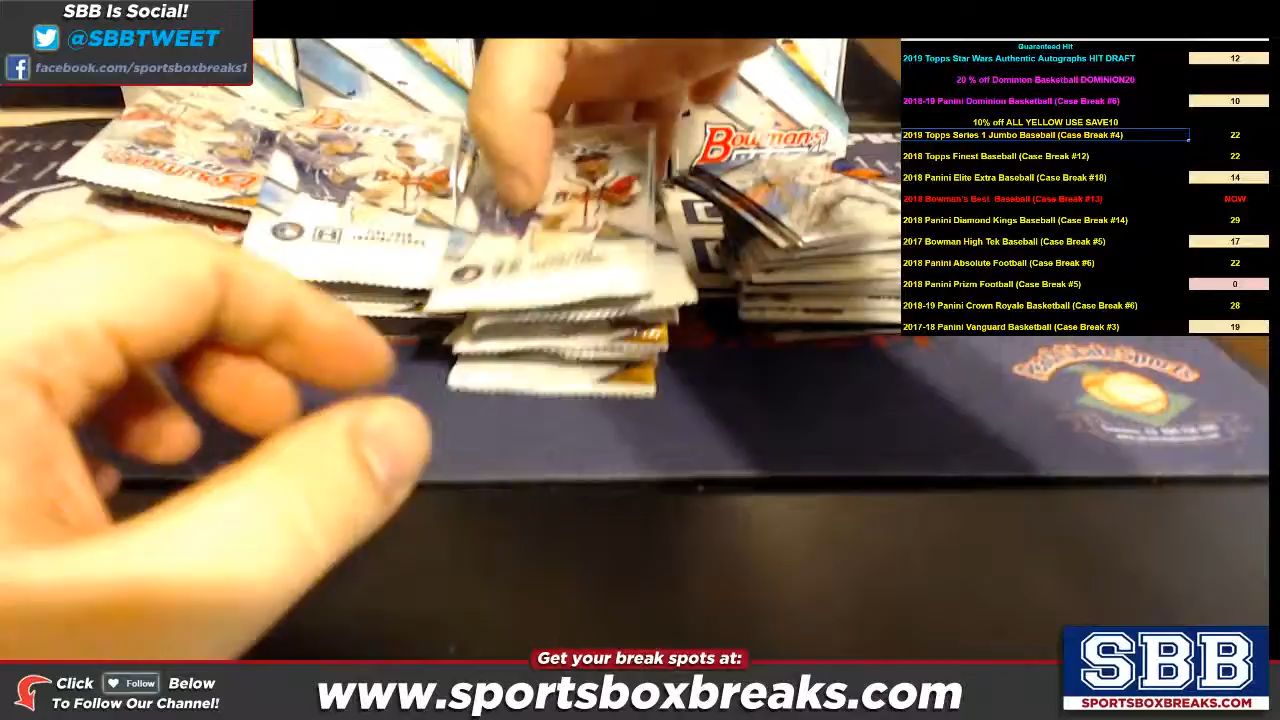 SBB Is Social!
@SBBTWEET
facebook.com/sportsboxbreaks1
Guaranteed Hit
2019 Topps Star Wars Authentic Autographs HIT DRAFT 12
20 % off Dominion Basketball DOMINION20
2018-19 Panini Dominion Basketball (Case Break #6) 10
10% off ALL YELLOW USE SAVE10
2019 Topps Series 1 Jumbo Baseball (Case Break #4) 22
2018 Topps Finest Baseball (Case Break #12) 22
2018 Panini Elite Extra Baseball (Case Break #18) 14
2018 Bowman's Best Baseball (Case Break #13) NOW
2018 Panini Diamond Kings Baseball (Case Break #14) 29
2017 Bowman High Tek Baseball (Case Break #5) 17
2018 Panini Absolute Football (Case Break #6) 22
2018 Panini Prizm Football (Case Break #5) 0
2018-19 Panini Crown Royale Basketball (Case Break #6) 28
2017-18 Panini Vanguard Basketball (Case Break #3) 19
Bowman's
Get your break spots at:
Click Follow Below
To Follow Our Channel!
www.sportsboxbreaks.com
SBB
SPORTSBOXBREAKS.COM